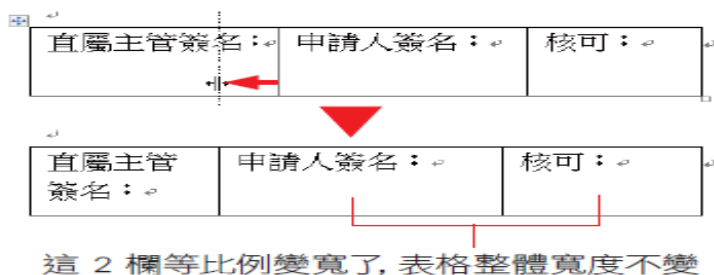 直屬主管簽名：
申請人簽名：
核可：
直屬主管
簽名：
申請人簽名：
核可：
這 2 欄等比例變寬了, 表格整體寬度不變